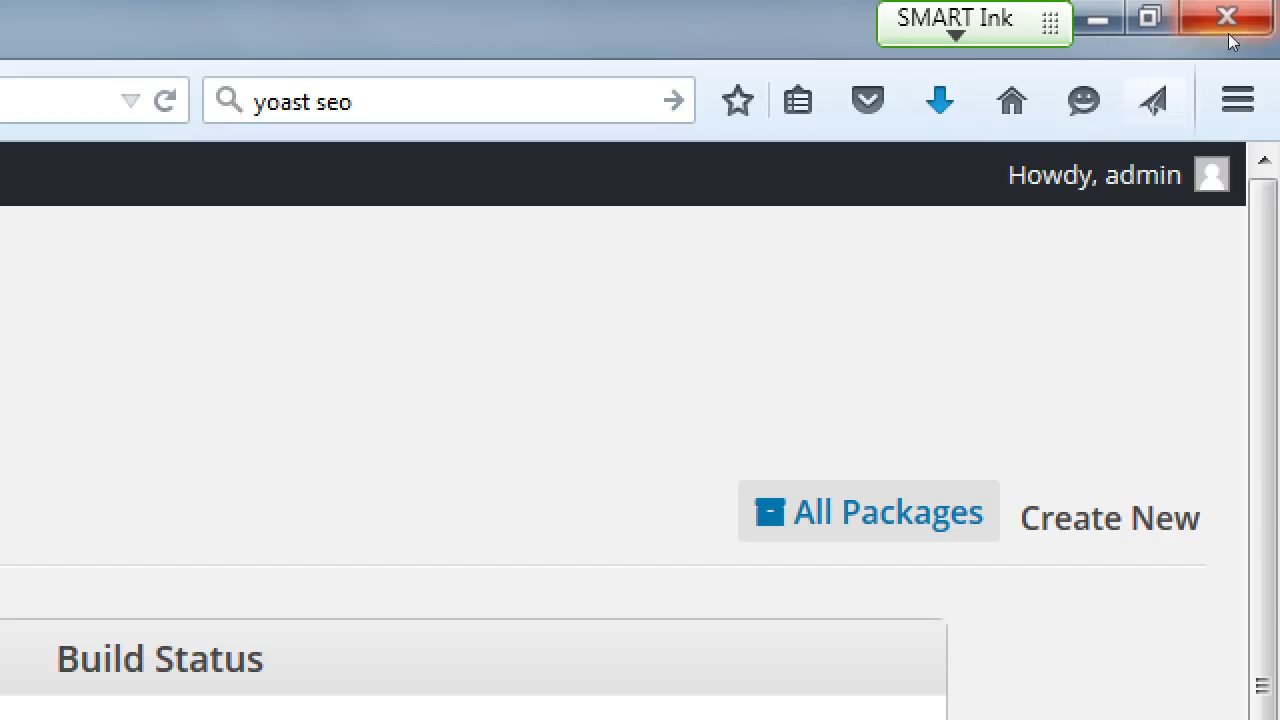 SMART Ink
yoast seo
Howdy, admin
All Packages
Create New
Build Status